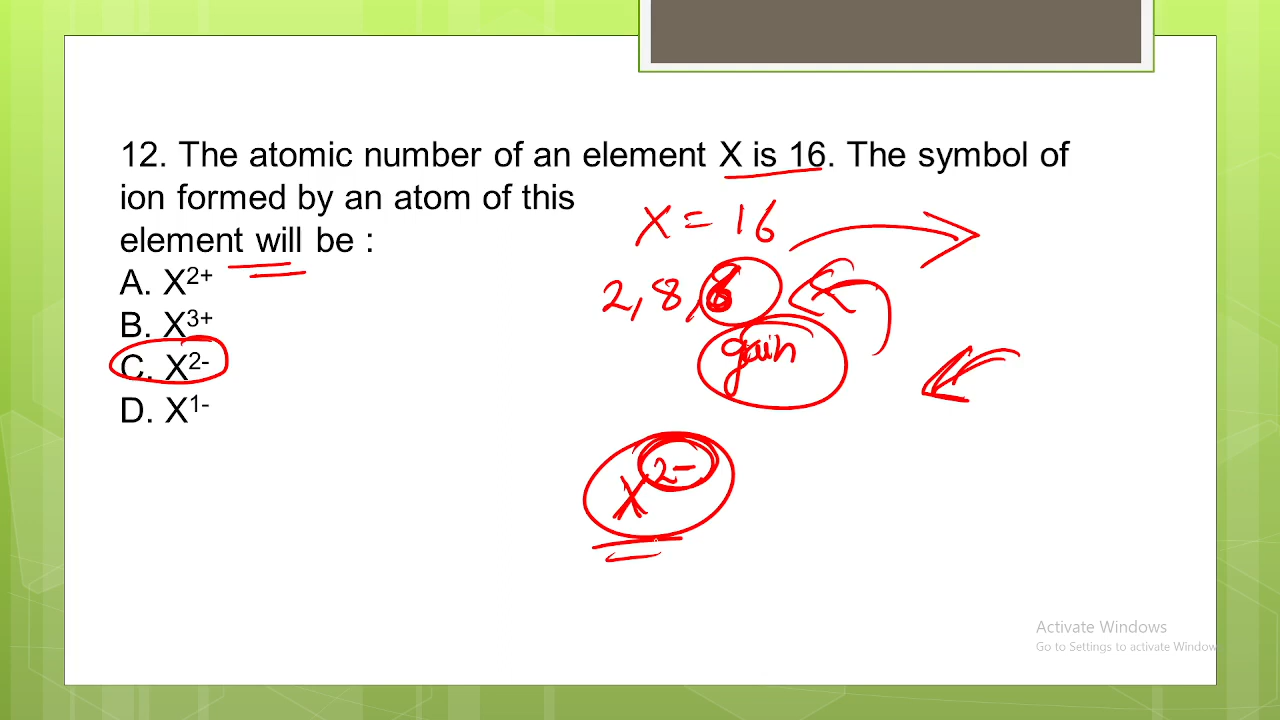 12. The atomic number of an element X is 16. The symbol of
ion formed by an atom of this
element will be :
A. X²⁺
B. X³⁺
C. X²⁻
D. X¹⁻
X = 16
2, 8, 6
gain
X²⁻
Activate Windows
Go to Settings to activate Window